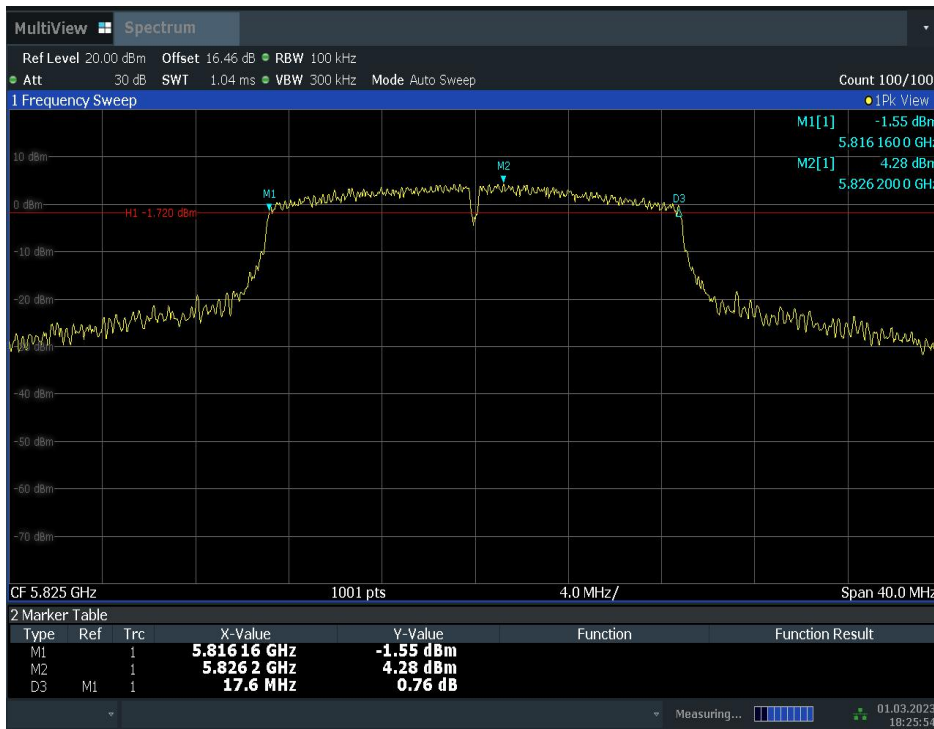 MultiView Spectrum
Ref Level 20.00 dBm Offset 16.46 dB RBW 100 kHz
Att 30 dB SWT 1.04 ms VBW 300 kHz Mode Auto Sweep Count 100/100
1 Frequency Sweep 1Pk View
M1[1] -1.55 dBm
5.816 160 0 GHz
10 dBm
M2 M2[1] 4.28 dBm
5.826 200 0 GHz
M1 D3
0 dBm
H1 -1.720 dBm
-10 dBm
-20 dBm
-30 dBm
-40 dBm
-50 dBm
-60 dBm
-70 dBm
CF 5.825 GHz 1001 pts 4.0 MHz/ Span 40.0 MHz
2 Marker Table
Type Ref Trc X-Value Y-Value Function Function Result
M1 1 5.816 16 GHz -1.55 dBm
M2 1 5.826 2 GHz 4.28 dBm
D3 M1 1 17.6 MHz 0.76 dB
Measuring... 01.03.2023
18:25:54